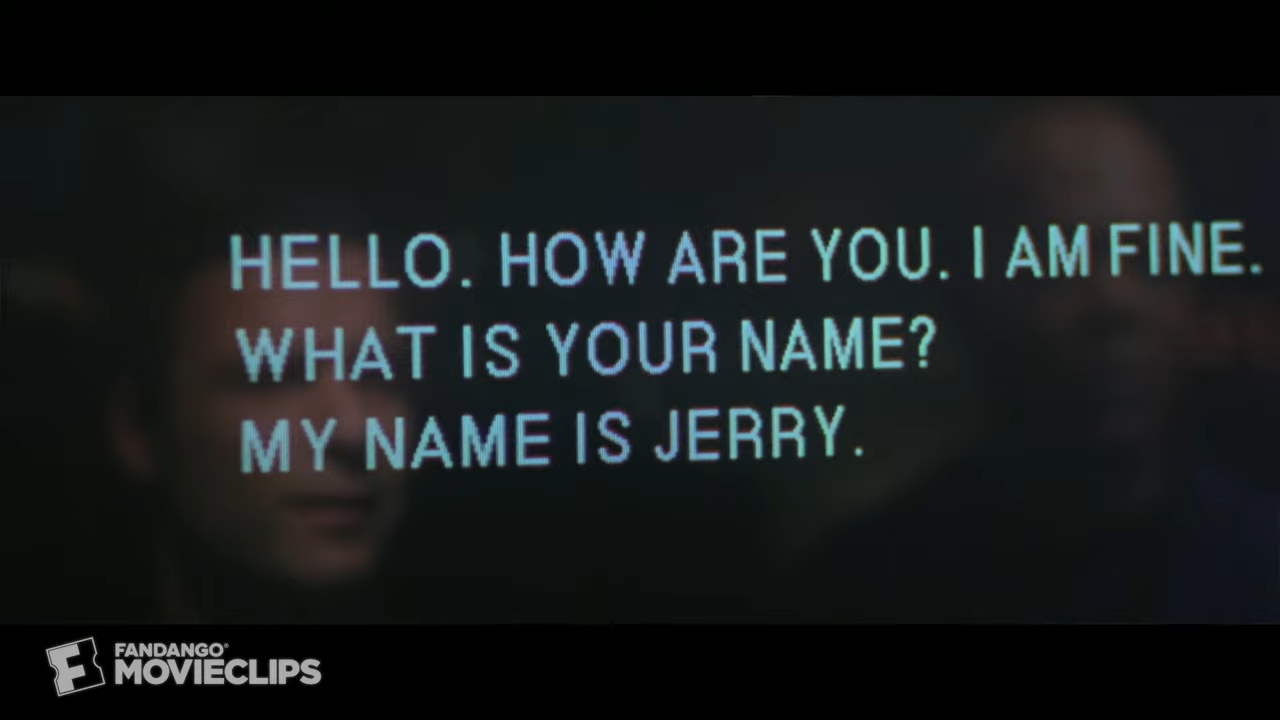 HELLO. HOW ARE YOU. I AM FINE.
WHAT IS YOUR NAME?
MY NAME IS JERRY.
FANDANGO®
MOVIECLIPS